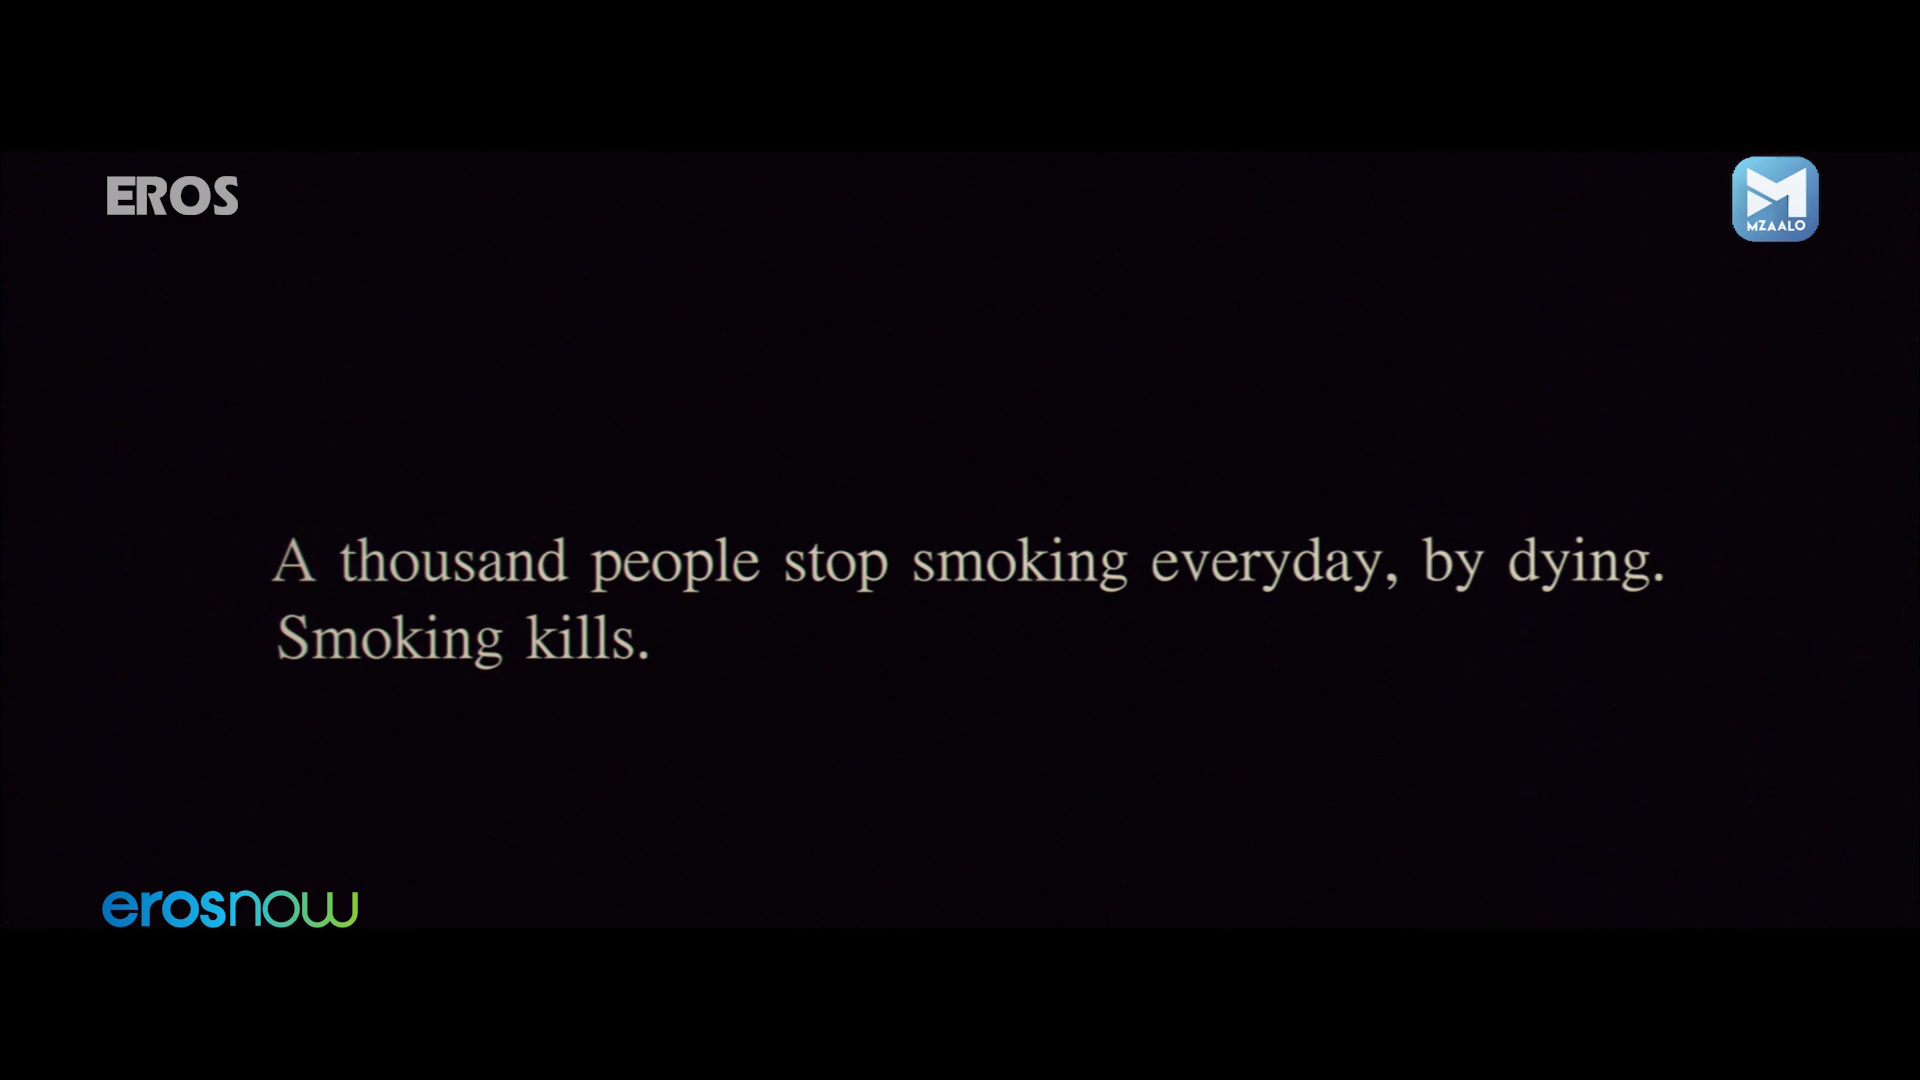 EROS
MZAALO
A thousand people stop smoking everyday, by dying.
Smoking kills.
erosnow